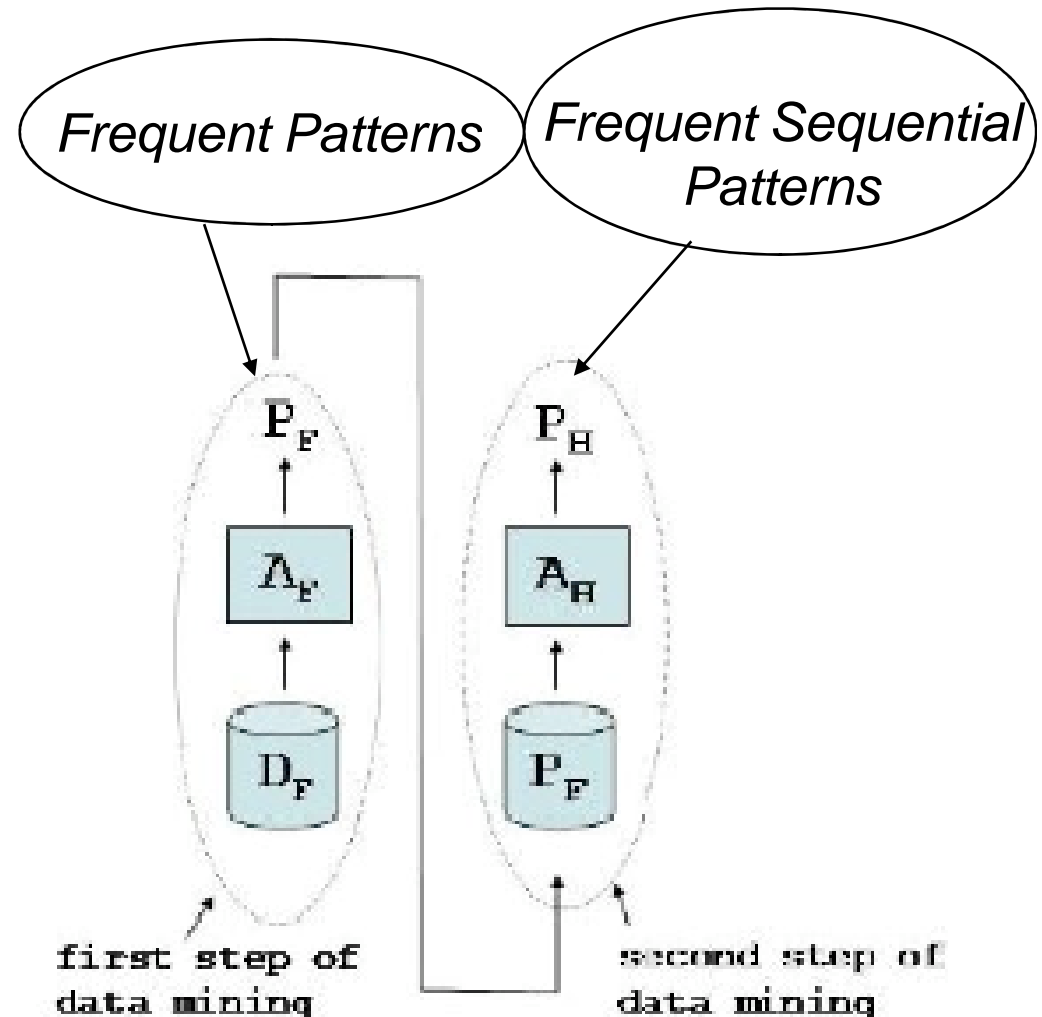 Frequent Patterns
Frequent Sequential
Patterns
P_F
P_H
A_F
A_H
D_F
P_F
first step of
data mining
second step of
data mining